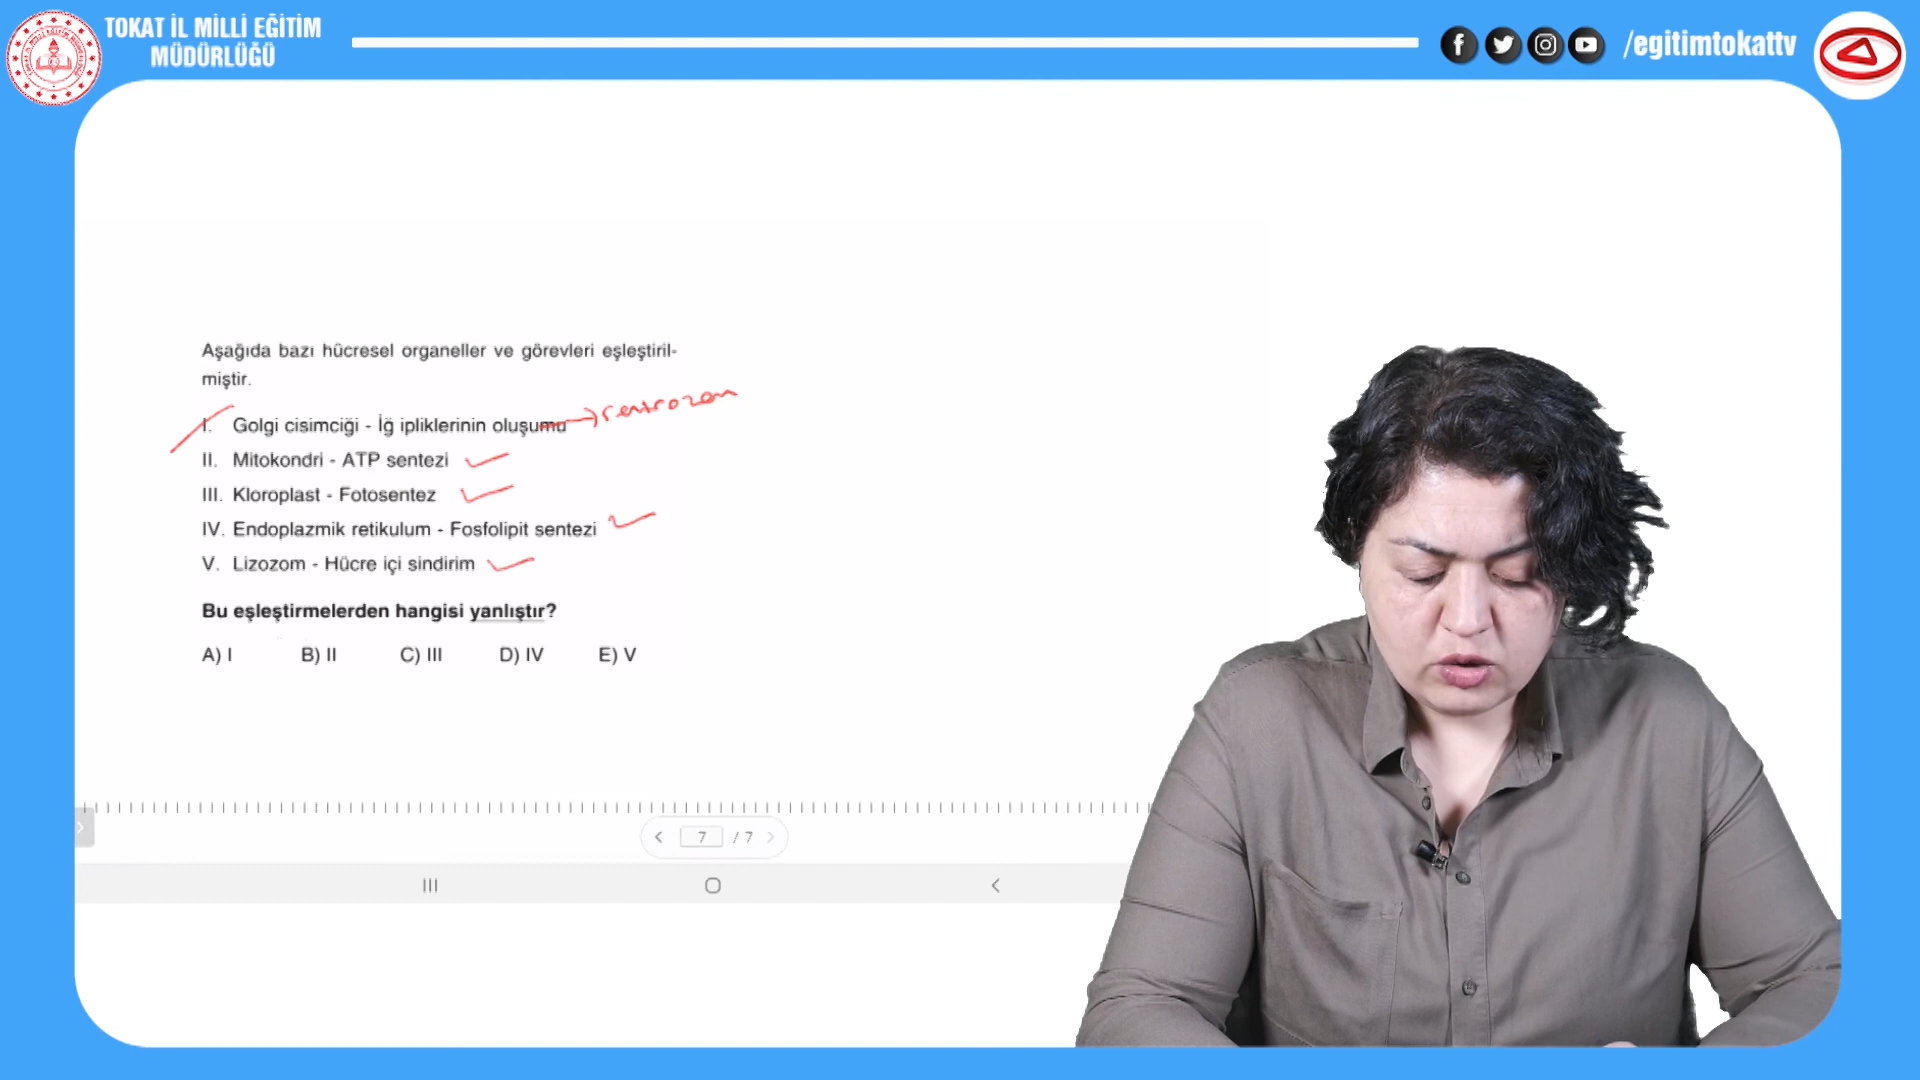 TOKAT İL MİLLİ EĞİTİM
MÜDÜRLÜĞÜ
/egitimtokattv
Aşağıda bazı hücresel organeller ve görevleri eşleştiril-
miştir.
I. Golgi cisimciği - İğ ipliklerinin oluşumu → sentrozom
II. Mitokondri - ATP sentezi
III. Kloroplast - Fotosentez
IV. Endoplazmik retikulum - Fosfolipit sentezi
V. Lizozom - Hücre içi sindirim
Bu eşleştirmelerden hangisi yanlıştır?
A) I B) II C) III D) IV E) V
7 / 7